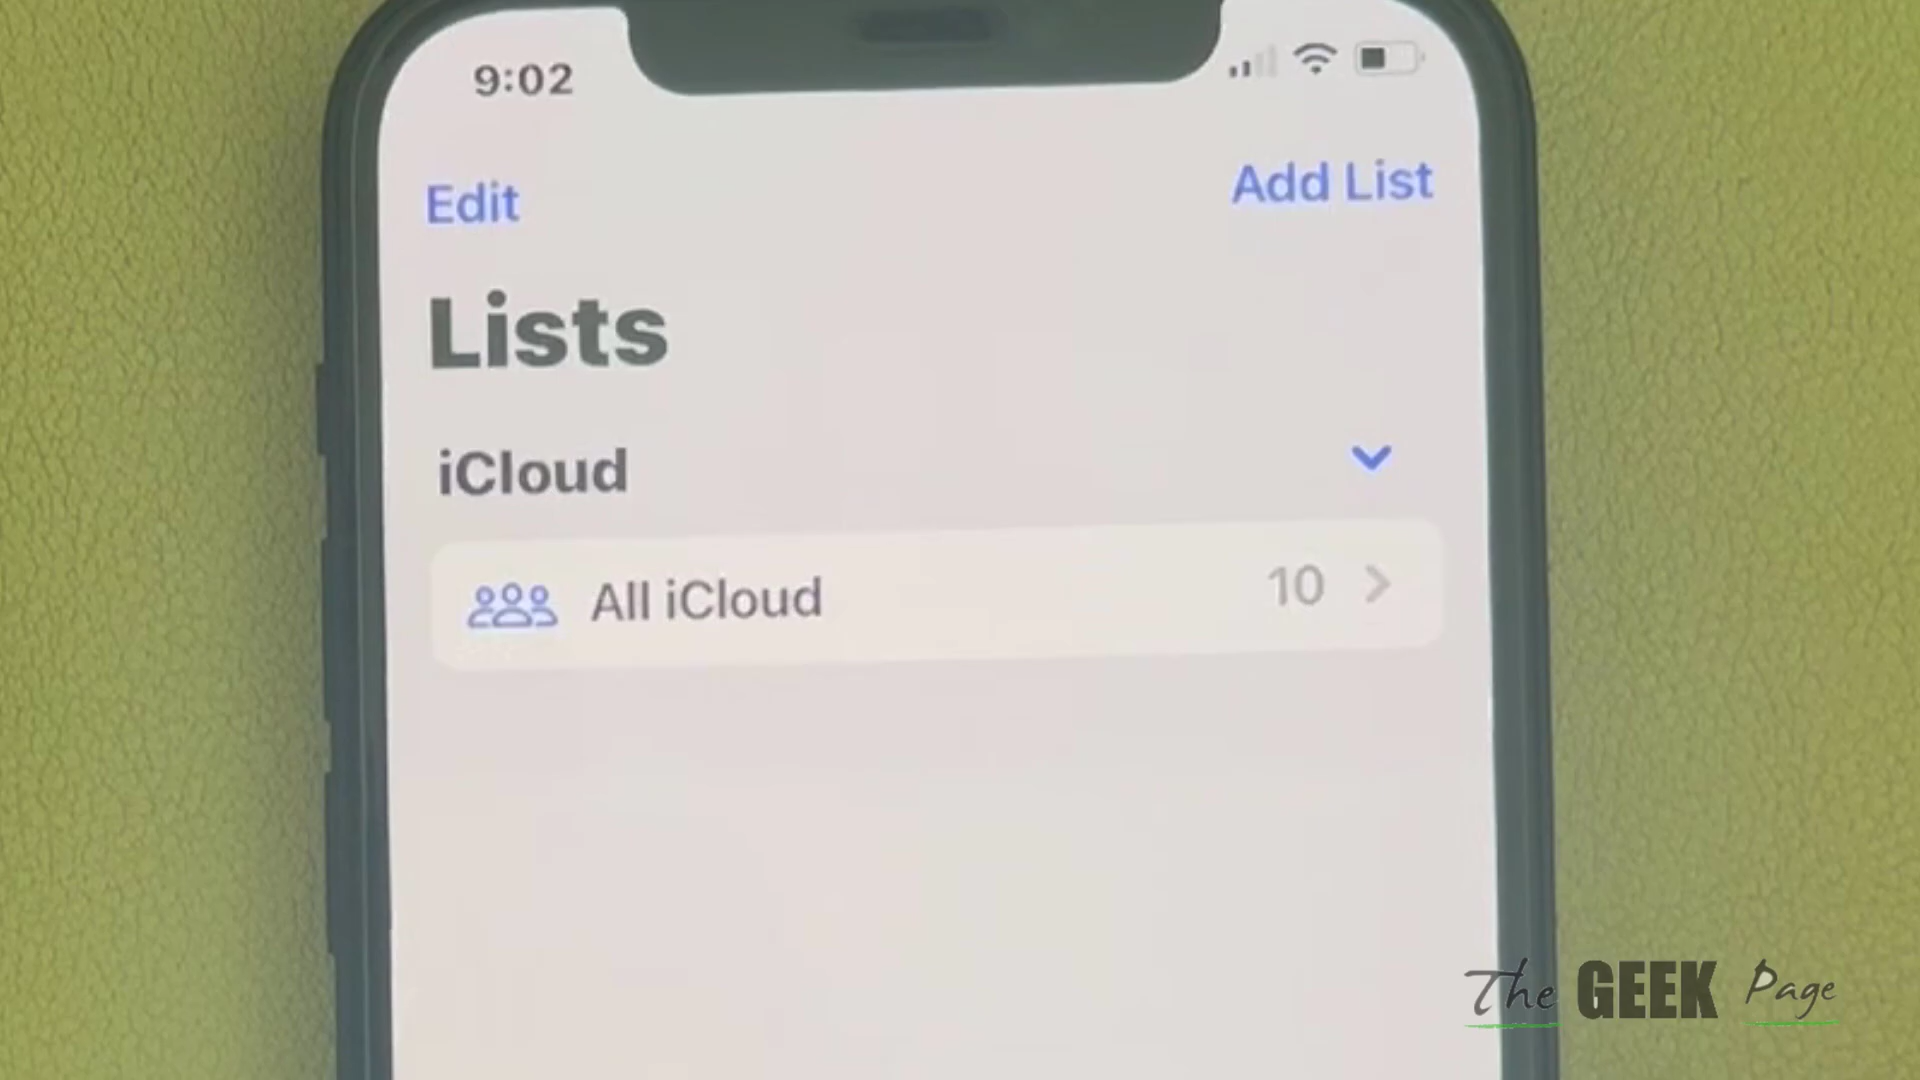 9:02
Edit
Add List
Lists
iCloud
All iCloud 10
The GEEK Page